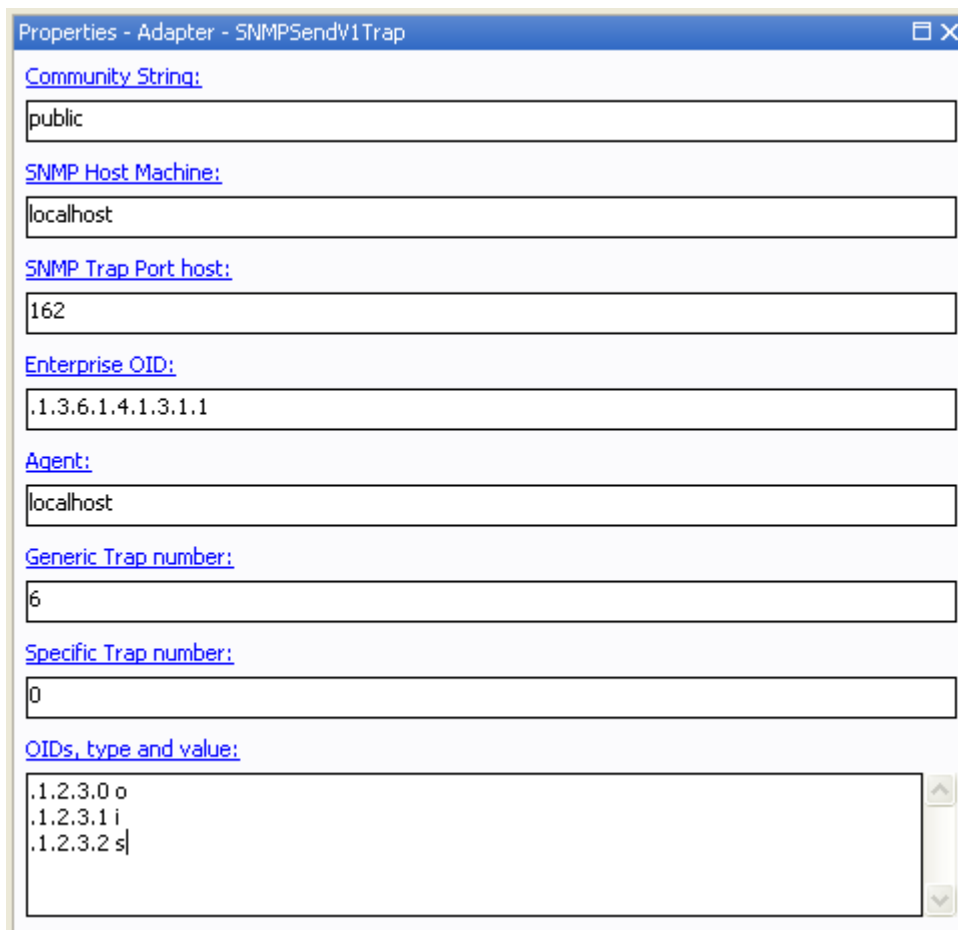 Properties - Adapter - SNMPSendV1Trap
Community String:
public
SNMP Host Machine:
localhost
SNMP Trap Port host:
162
Enterprise OID:
.1.3.6.1.4.1.3.1.1
Agent:
localhost
Generic Trap number:
6
Specific Trap number:
0
OIDs, type and value:
.1.2.3.0 o
.1.2.3.1 i
.1.2.3.2 s